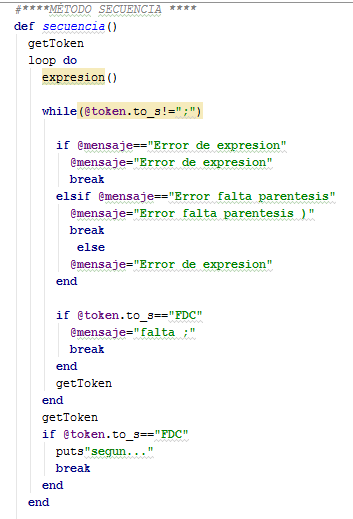 #****METODO SECUENCIA ****
def secuencia()
getToken
loop do
expresion()
while(@token.to_s!=";")
if @mensaje=="Error de expresion"
@mensaje="Error de expresion"
break
elsif @mensaje=="Error falta parentesis"
@mensaje="Error falta parentesis )"
break
else
@mensaje="Error de expresion"
end
if @token.to_s=="FDC"
@mensaje="falta ;"
break
end
getToken
end
getToken
if @token.to_s=="FDC"
puts"segun..."
break
end
end